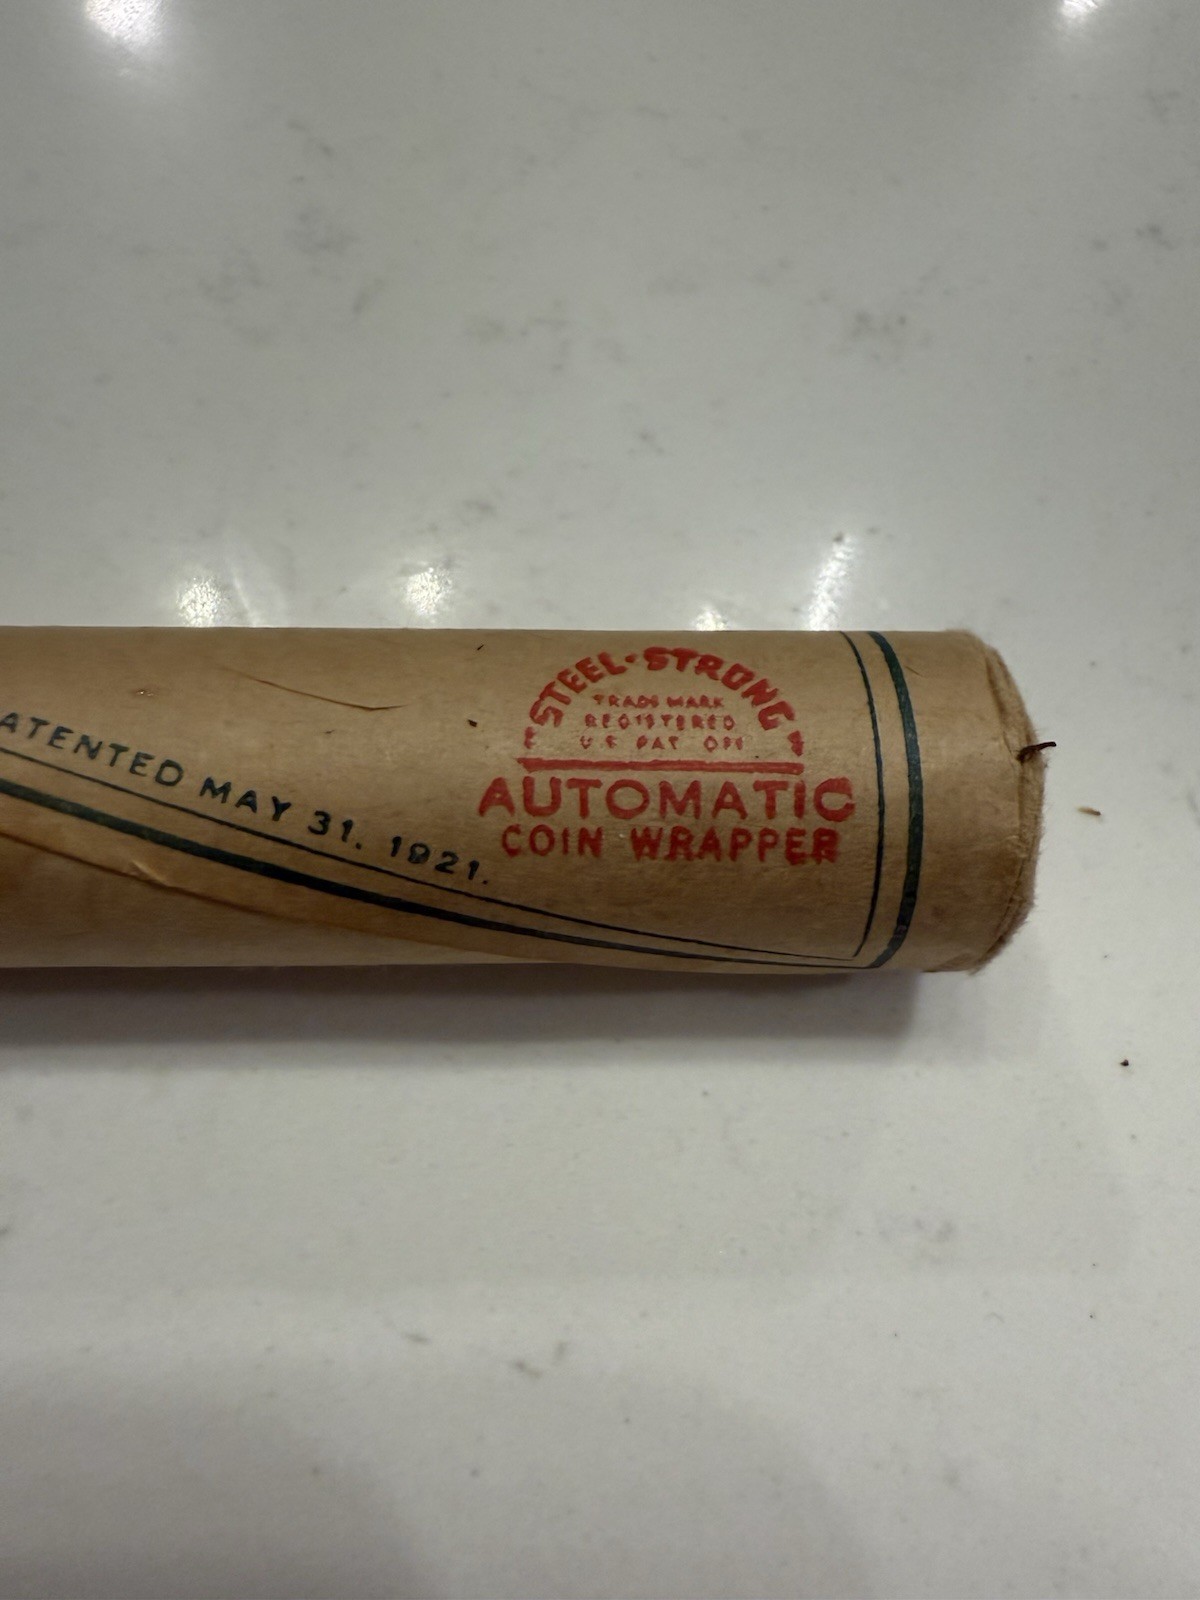 ATENTED MAY 31. 1921.
STEEL-STRONG
TRADE MARK
REGISTERED
U.S. PAT. OFF.
AUTOMATIC
COIN WRAPPER